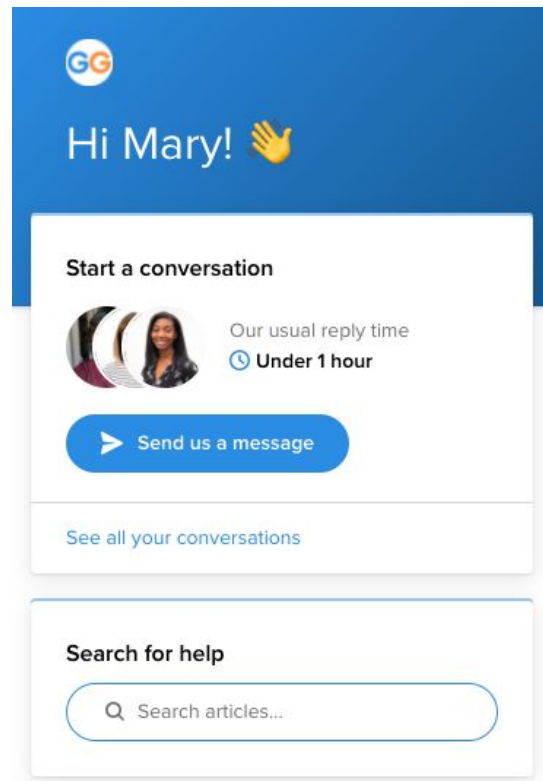 GG
Hi Mary! 👋
Start a conversation
Our usual reply time
Under 1 hour
Send us a message
See all your conversations
Search for help
Search articles...